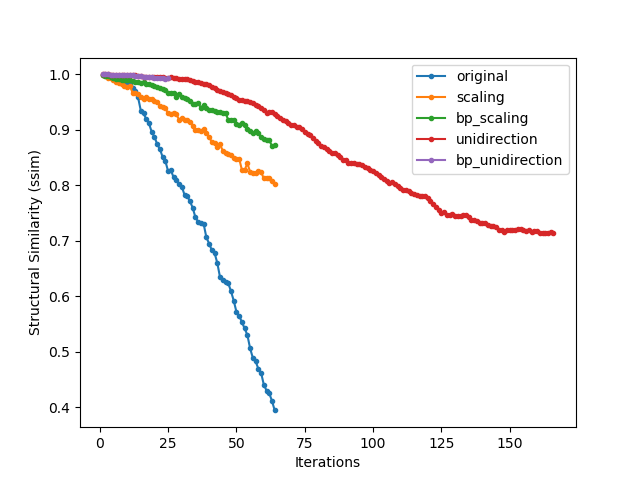 1.0
0.9
0.8
0.7
0.6
0.5
0.4
Structural Similarity (ssim)
0 25 50 75 100 125 150
Iterations
original
scaling
bp_scaling
unidirection
bp_unidirection